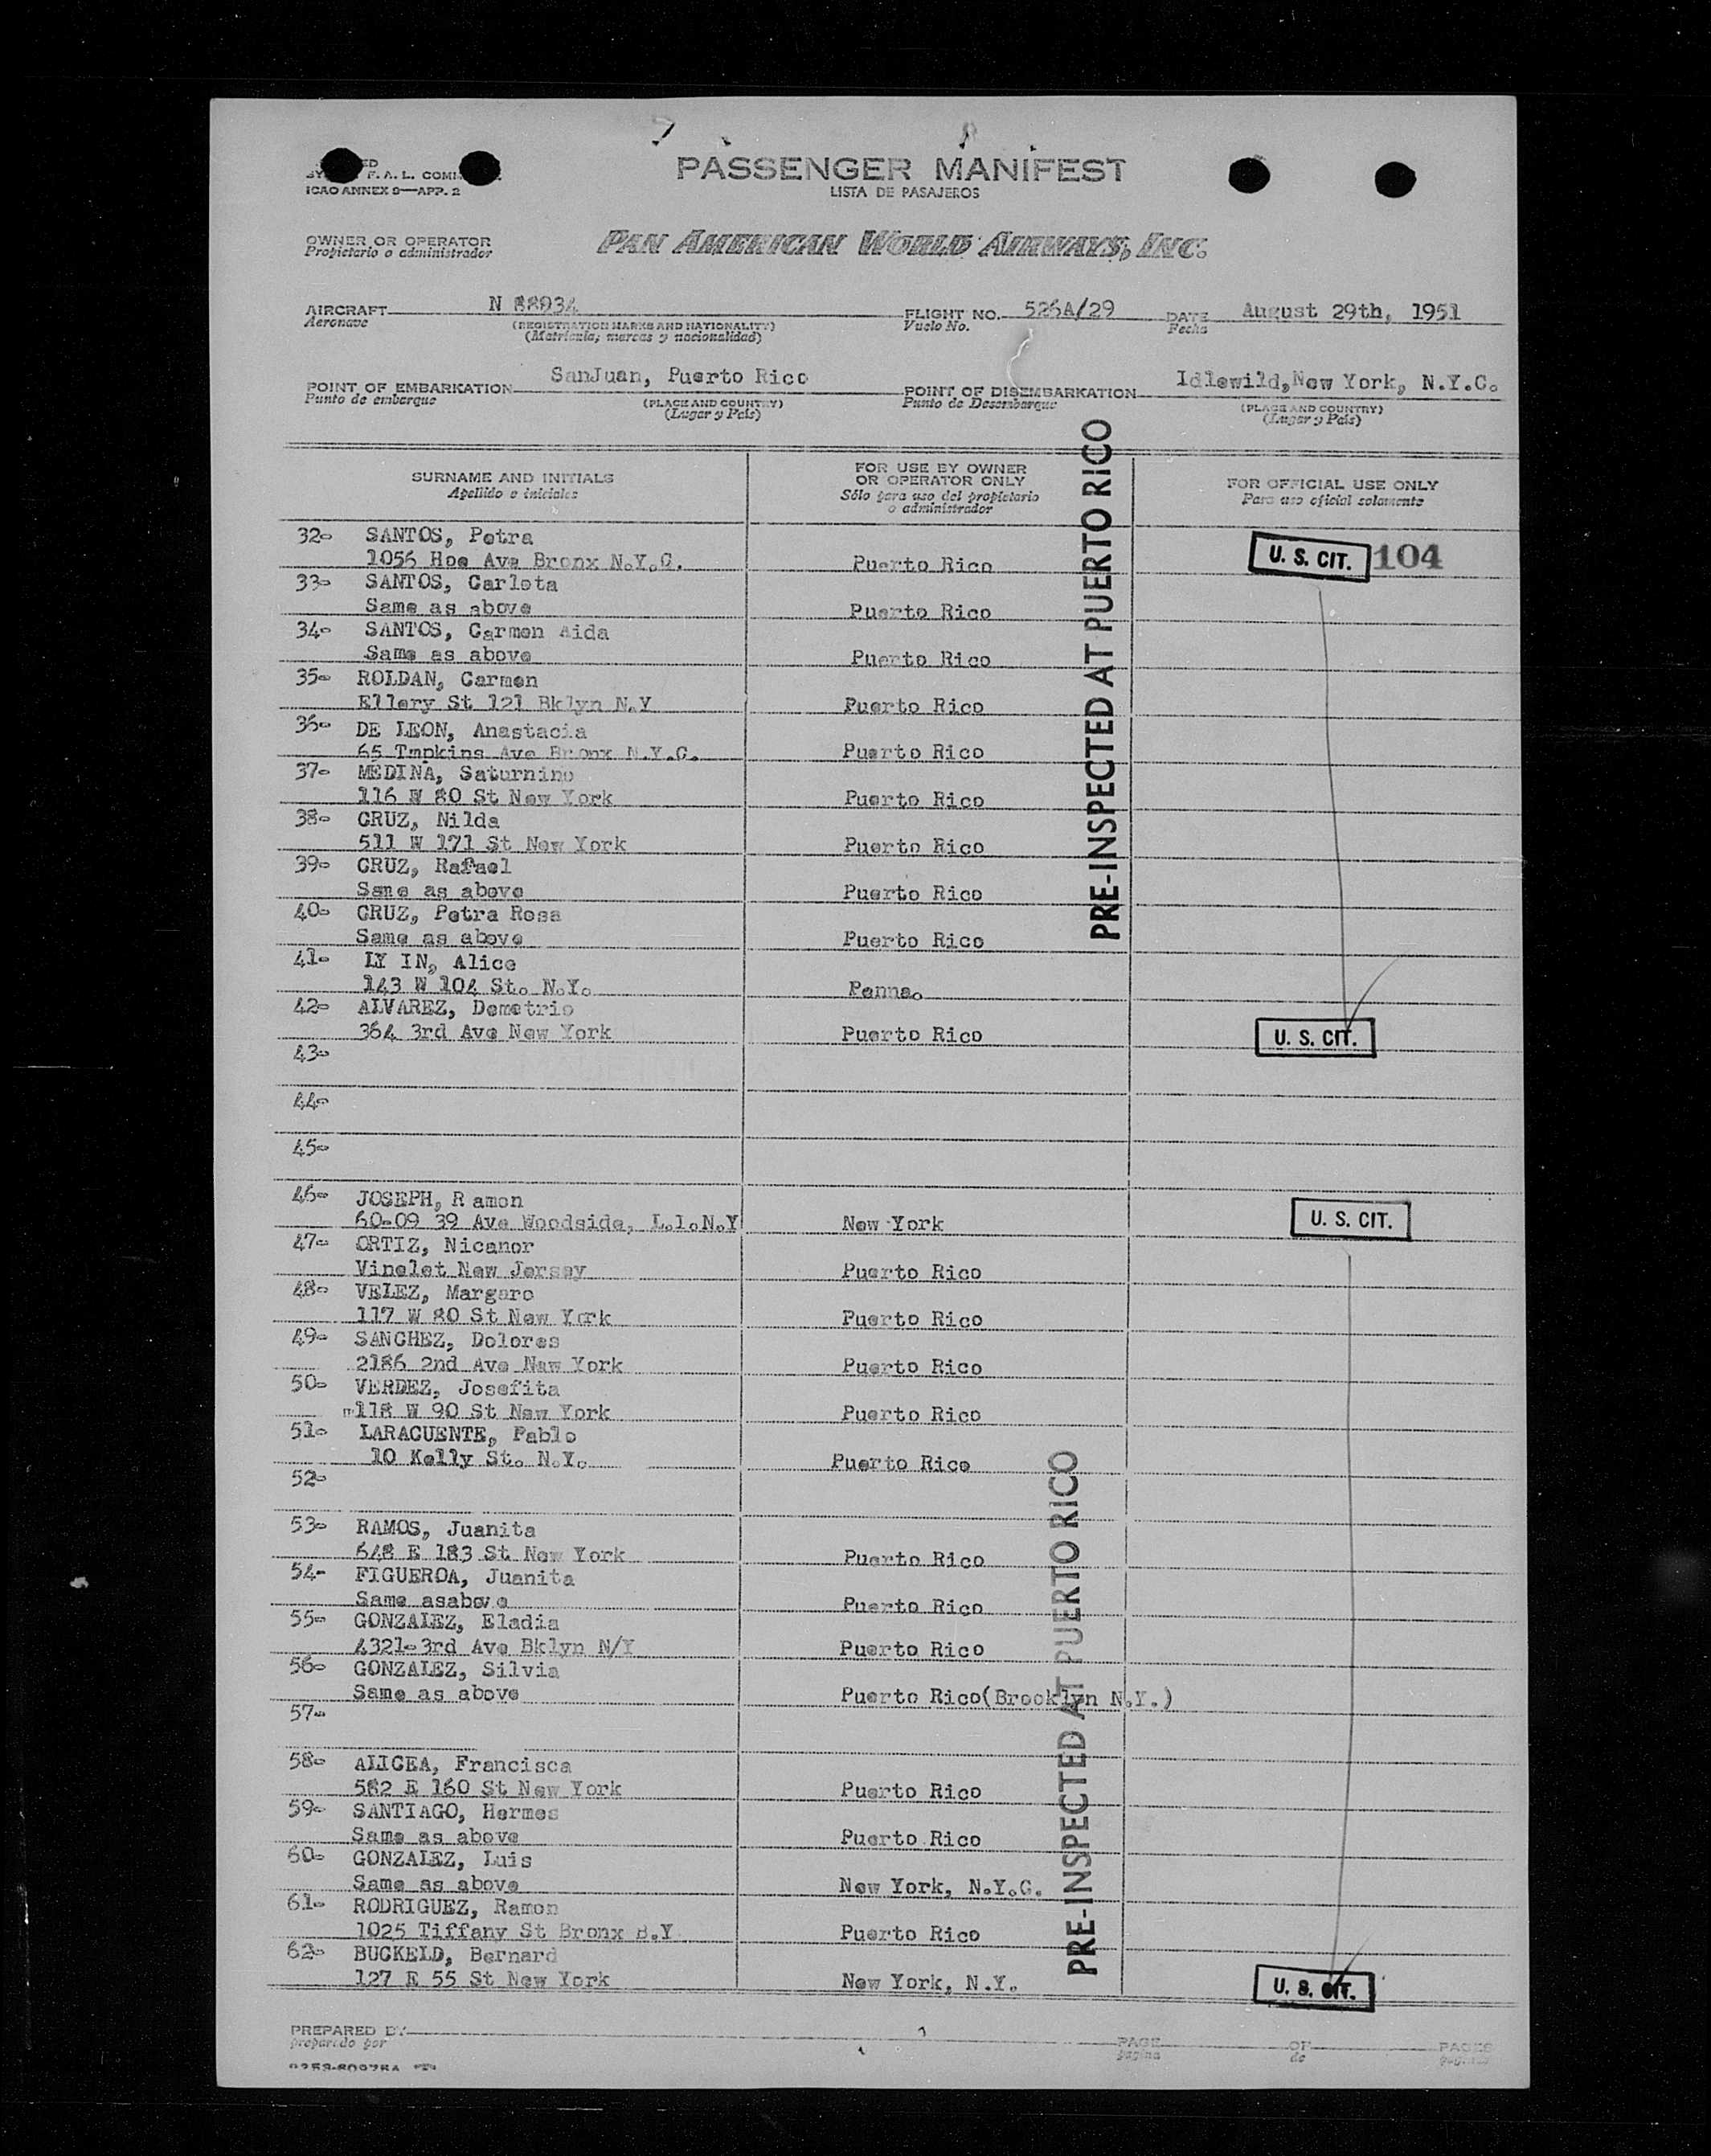 PASSENGER MANIFEST
LISTA DE PASAJEROS
F. A. L.
ICAO ANNEX 9—APP. 2
OWNER OR OPERATOR
Propietario o administrador
PAN AMERICAN WORLD AIRWAYS, INC.
AIRCRAFT N 88934 FLIGHT NO. 526A/29 DATE August 29th, 1951
Aeronave (REGISTRATION MARKS AND NATIONALITY) Vuelo No. Fecha
(Matrícula, marcas y nacionalidad)
POINT OF EMBARKATION SanJuan, Puerto Rico POINT OF DISEMBARKATION Idlewild,New York, N.Y.C.
Punto de embarque (PLACE AND COUNTRY) Punto de Desembarque (PLACE AND COUNTRY)
(Lugar y País) (Lugar y País)
SURNAME AND INITIALS FOR USE BY OWNER OR OPERATOR ONLY FOR OFFICIAL USE ONLY
Apellido e iniciales Sólo para uso del propietario o administrador Para uso oficial solamente
PRE-INSPECTED AT PUERTO RICO
32- SANTOS, Petra
1056 Hoe Ave Bronx N.Y.C. Puerto Rico U. S. CIT. 104
33- SANTOS, Carlota
Same as above Puerto Rico
34- SANTOS, Carmen Aida
Same as above Puerto Rico
35- ROLDAN, Carmen
Ellery St 121 Bklyn N.Y Puerto Rico
36- DE LEON, Anastacia
65 Tmpkins Ave Bronx N.Y.C. Puerto Rico
37- MEDINA, Saturnino
116 W 80 St New York Puerto Rico
38- CRUZ, Nilda
511 W 171 St New York Puerto Rico
39- CRUZ, Rafael
Same as above Puerto Rico
40- CRUZ, Petra Rosa
Same as above Puerto Rico
41- LY IN, Alice
143 W 104 St. N.Y. Penna.
42- ALVAREZ, Demetrio
364 3rd Ave New York Puerto Rico U. S. CIT.
43-
44-
45-
46- JOSEPH, R amon
60-09 39 Ave Woodside, L.I.N.Y New York U. S. CIT.
47- ORTIZ, Nicanor
Vinelet New Jersey Puerto Rico
48- VELEZ, Margaro
117 W 80 St New York Puerto Rico
49- SANCHEZ, Dolores
2186 2nd Ave New York Puerto Rico
50- VERDEZ, Josefita
118 W 90 St New York Puerto Rico
51- LARACUENTE, Pablo
10 Kelly St. N.Y. Puerto Rico
52-
PRE-INSPECTED AT PUERTO RICO
53- RAMOS, Juanita
648 E 183 St New York Puerto Rico
54- FIGUEROA, Juanita
Same asabove Puerto Rico
55- GONZALEZ, Eladia
4321-3rd Ave Bklyn N/Y Puerto Rico
56- GONZALEZ, Silvia
Same as above Puerto Rico(Brooklyn N.Y.)
57-
58- ALICEA, Francisca
582 E 160 St New York Puerto Rico
59- SANTIAGO, Hermes
Same as above Puerto Rico
60- GONZALEZ, Luis
Same as above New York, N.Y.C.
61- RODRIGUEZ, Ramon
1025 Tiffany St Bronx B.Y Puerto Rico
62- BUCKELD, Bernard
127 E 55 St New York New York, N.Y. U. S. CIT.
PREPARED BY PAGE OF PAGES
preparado por página de